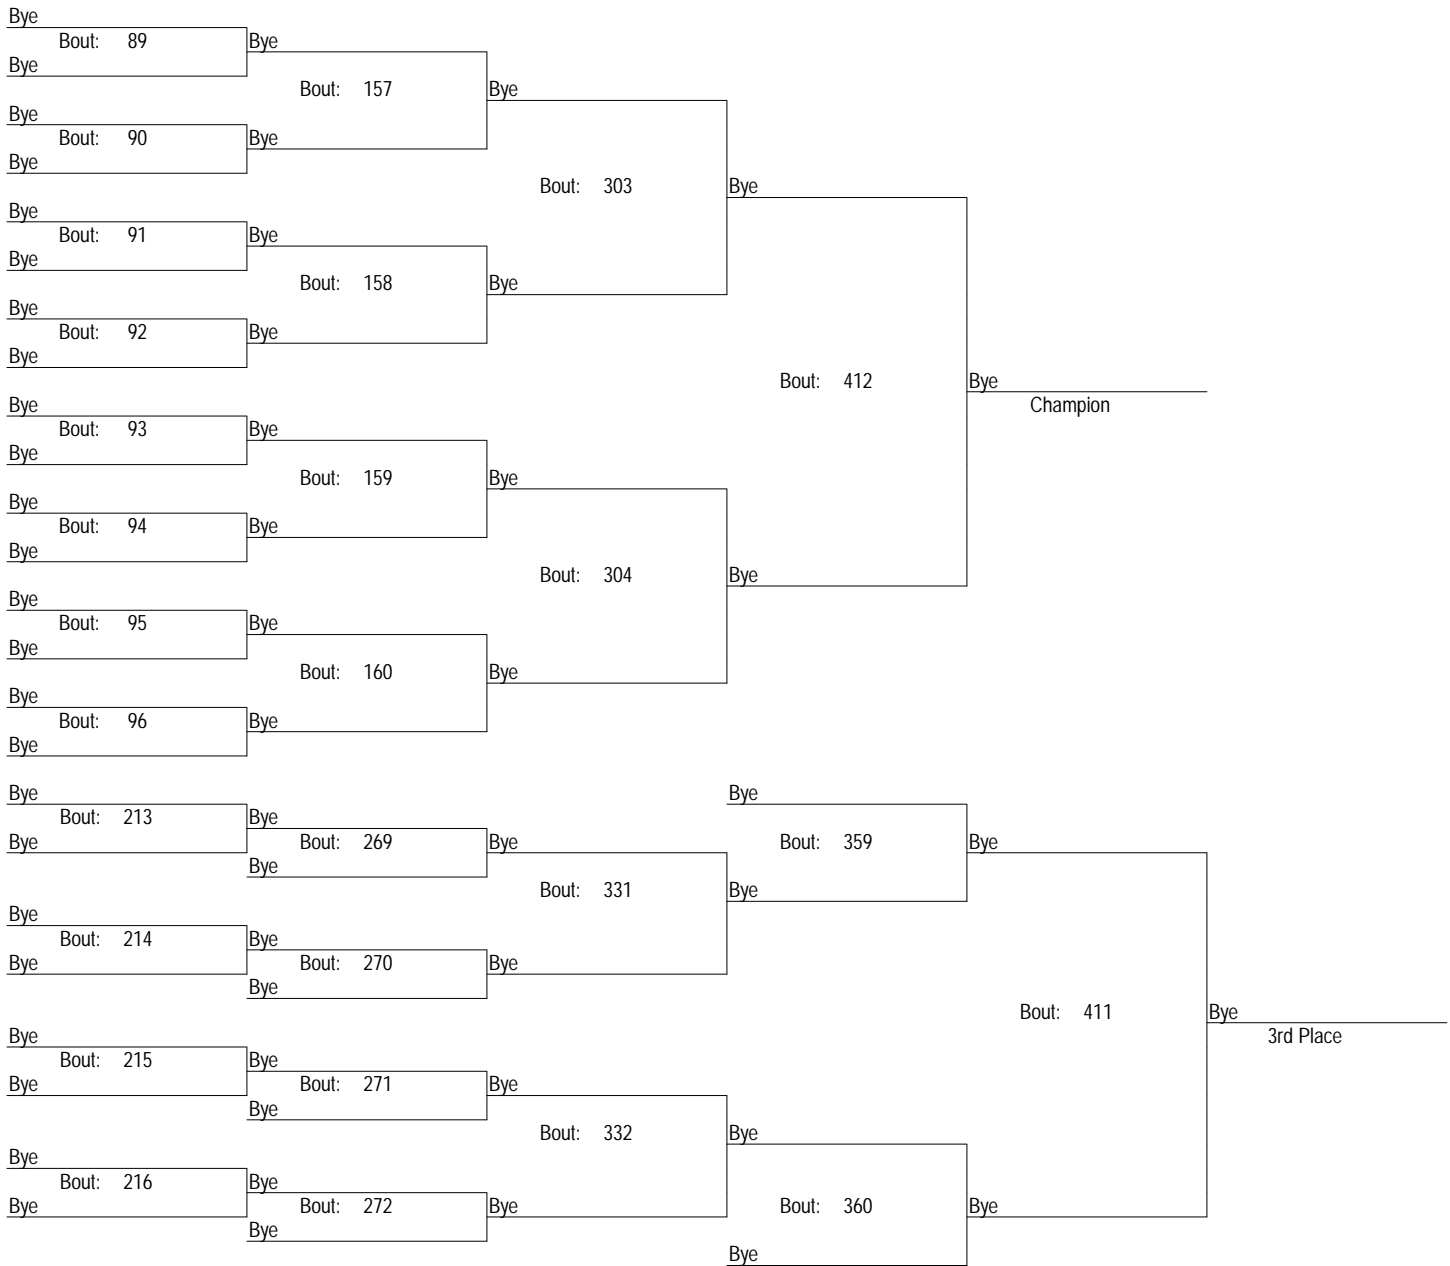 Bye
Bout: 89 Bye
Bye
Bout: 157 Bye
Bye
Bout: 90 Bye
Bye
Bout: 303 Bye
Bye
Bout: 91 Bye
Bye
Bout: 158 Bye
Bye
Bout: 92 Bye
Bye
Bout: 412 Bye
Champion
Bye
Bout: 93 Bye
Bye
Bout: 159 Bye
Bye
Bout: 94 Bye
Bye
Bout: 304 Bye
Bye
Bout: 95 Bye
Bye
Bout: 160 Bye
Bye
Bout: 96 Bye
Bye
Bye Bye
Bout: 213 Bye
Bye Bout: 269 Bye Bout: 359 Bye
Bye
Bout: 331 Bye
Bye
Bout: 214 Bye
Bye Bout: 270 Bye
Bye
Bout: 411 Bye
3rd Place
Bye
Bout: 215 Bye
Bye Bout: 271 Bye
Bye
Bout: 332 Bye
Bye
Bout: 216 Bye
Bye Bout: 272 Bye Bout: 360 Bye
Bye
Bye